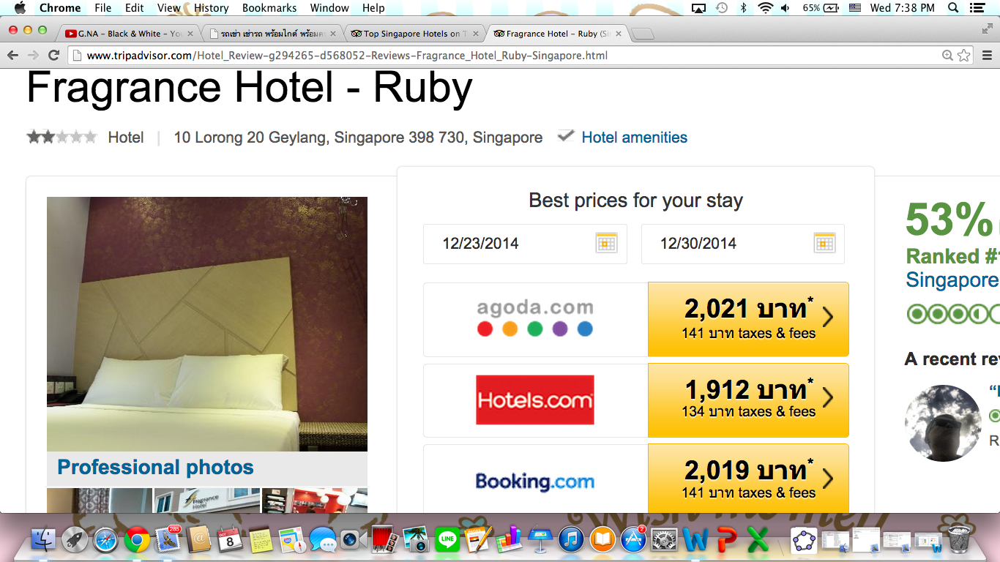 Chrome File Edit View History Bookmarks Window Help 65% Wed 7:38 PM
G.NA - Black & White - Yo
รถเช่า เช่ารถ พร้อมไกด์ พร้อมคน
Top Singapore Hotels on T
Fragrance Hotel - Ruby (Si
www.tripadvisor.com/Hotel_Review-g294265-d568052-Reviews-Fragrance_Hotel_Ruby-Singapore.html
Fragrance Hotel - Ruby
Hotel | 10 Lorong 20 Geylang, Singapore 398 730, Singapore Hotel amenities
Best prices for your stay
12/23/2014
12/30/2014
agoda.com
2,021 บาท*
141 บาท taxes & fees
Hotels.com
1,912 บาท*
134 บาท taxes & fees
Booking.com
2,019 บาท*
141 บาท taxes & fees
Professional photos
Fragrance
Hotel
53%
Ranked #
Singapore
A recent re
R
285
OCT
8
LINE
2